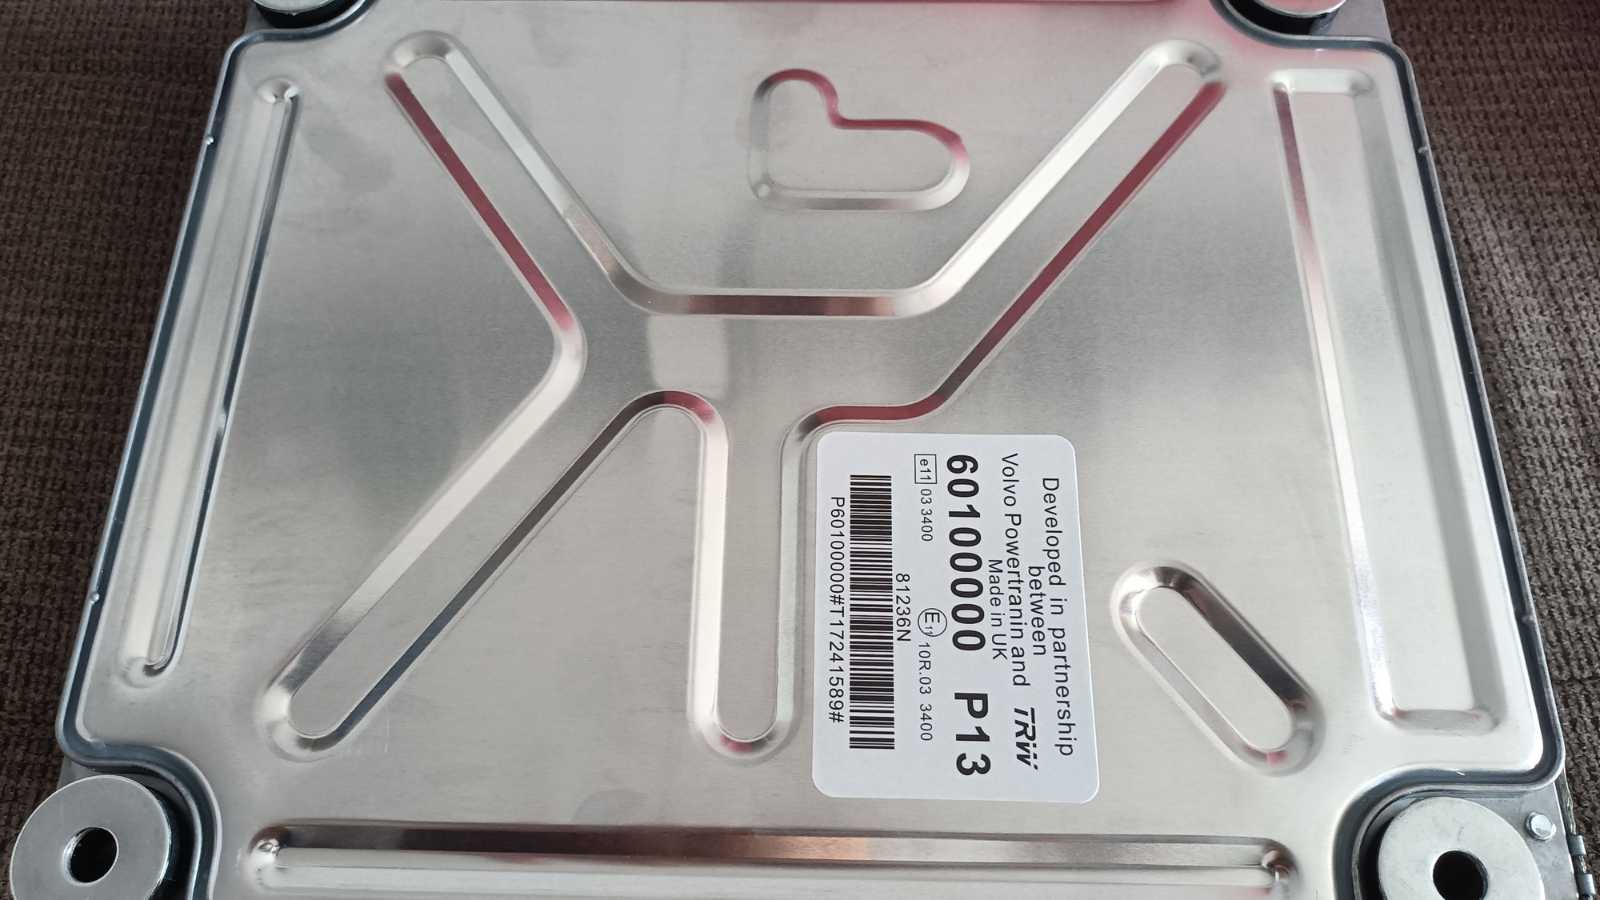 Developed in partnership
between
Volvo Powertranin and TRW
Made in UK
60100000 P13
e11 03 3400 E11 10R.03 3400
81236N
P60100000#T17241589#